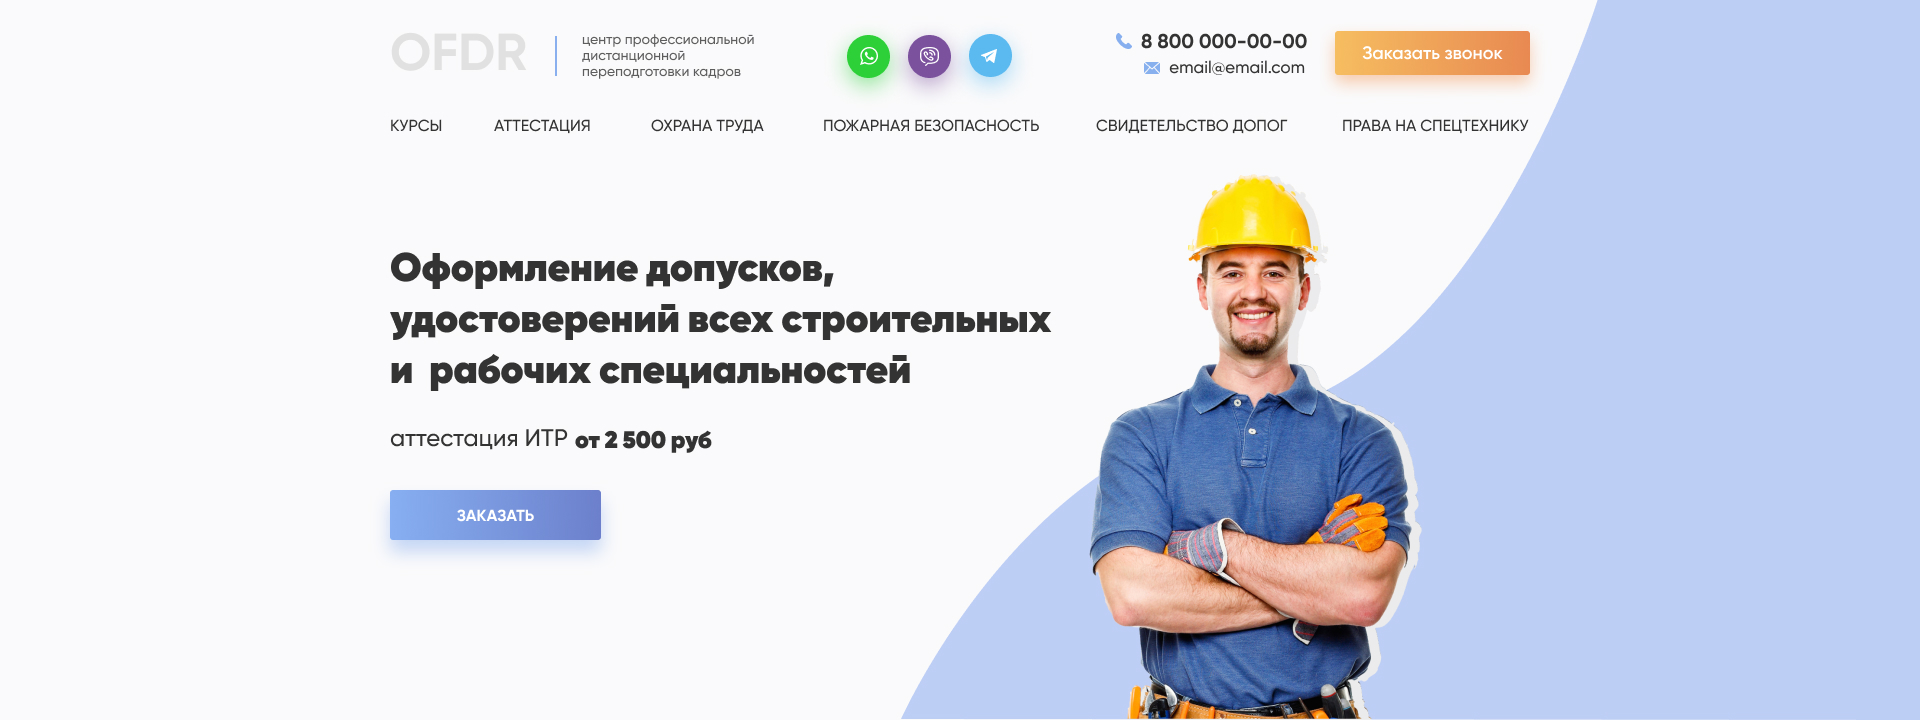 OFDR
центр профессиональной
дистанционной
переподготовки кадров
8 800 000-00-00
email@email.com
Заказать звонок
КУРСЫ АТТЕСТАЦИЯ ОХРАНА ТРУДА ПОЖАРНАЯ БЕЗОПАСНОСТЬ СВИДЕТЕЛЬСТВО ДОПОГ ПРАВА НА СПЕЦТЕХНИКУ
Оформление допусков,
удостоверений всех строительных
и рабочих специальностей
аттестация ИТР от 2 500 руб
ЗАКАЗАТЬ